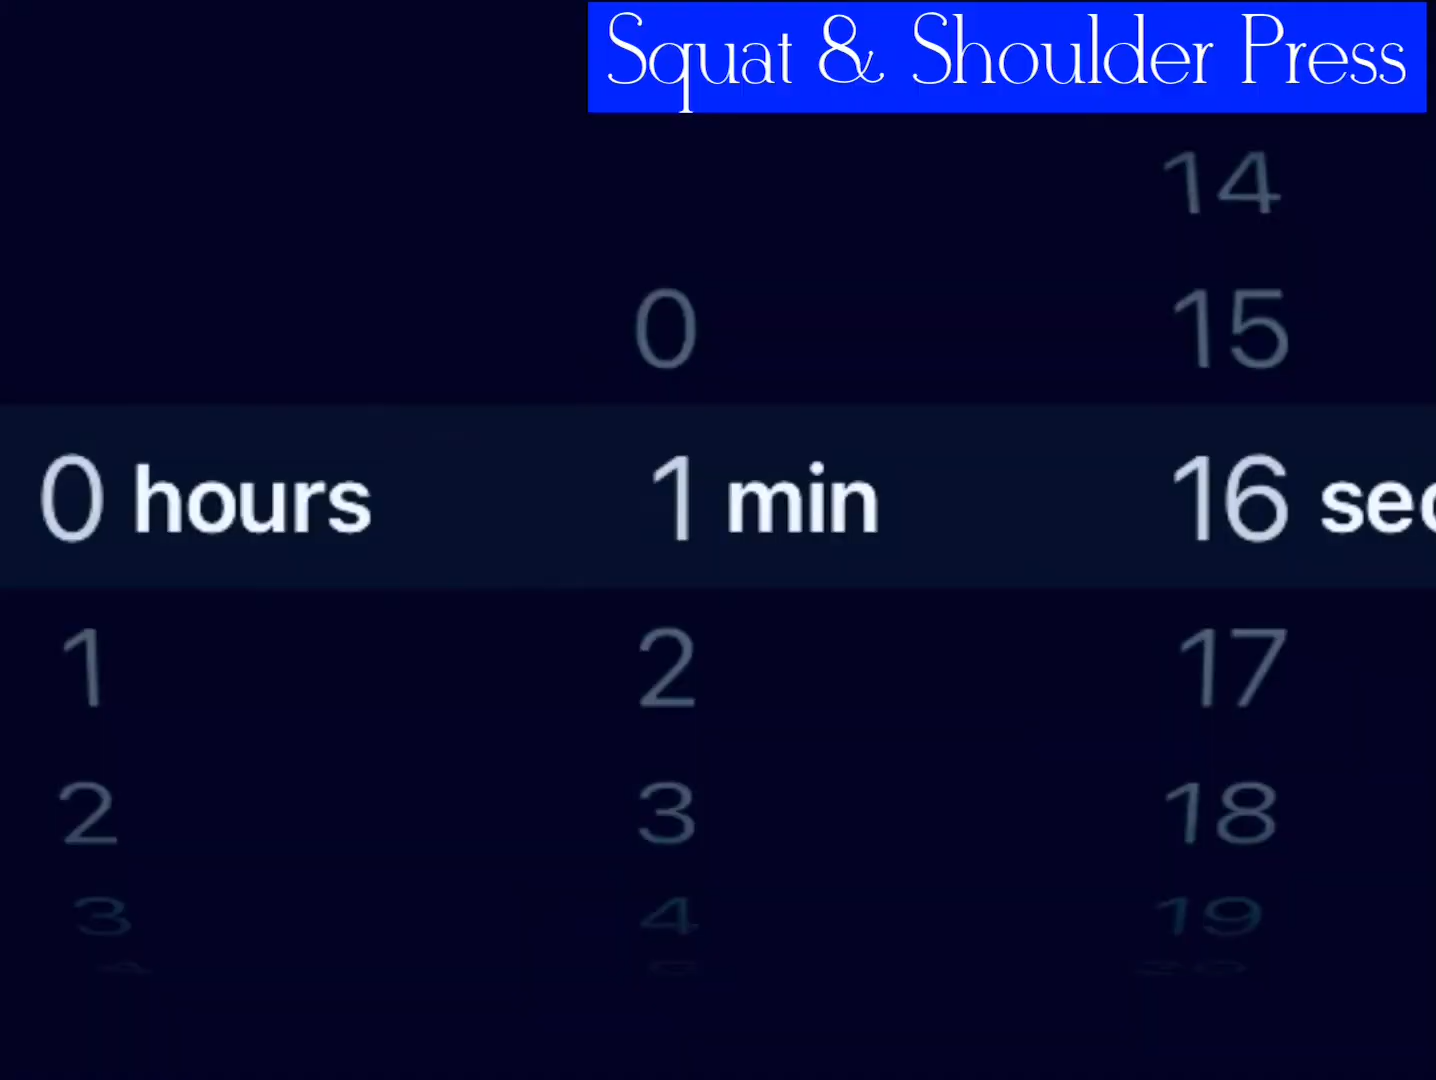 Squat & Shoulder Press
14
0 15
0 hours 1 min 16 sec
1 2 17
2 3 18
3 4 19